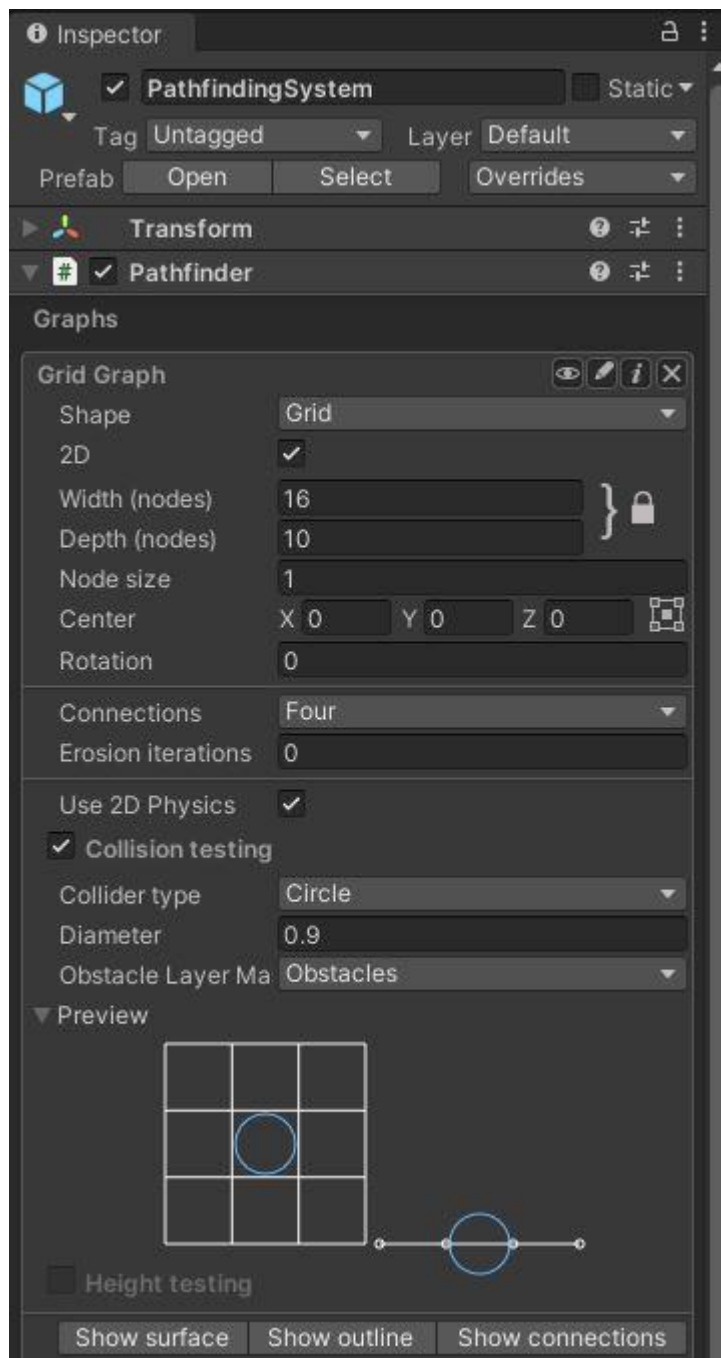 Inspector
PathfindingSystem Static
Tag Untagged Layer Default
Prefab Open Select Overrides
Transform
# Pathfinder
Graphs
Grid Graph
Shape Grid
2D
Width (nodes) 16
Depth (nodes) 10
Node size 1
Center X 0 Y 0 Z 0
Rotation 0
Connections Four
Erosion iterations 0
Use 2D Physics
Collision testing
Collider type Circle
Diameter 0.9
Obstacle Layer Ma Obstacles
Preview
Height testing
Show surface Show outline Show connections